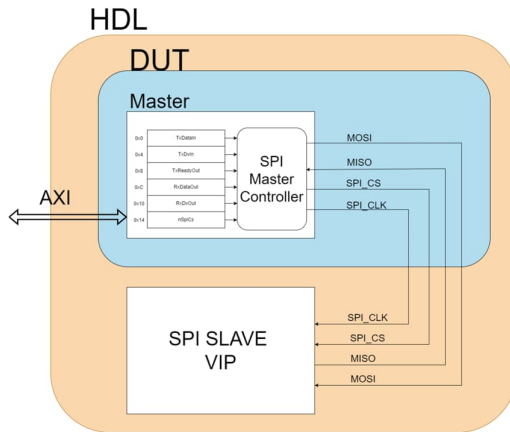 HDL
DUT
Master
0x0 TxDataIn
0x4 TxDvIn
0x8 TxReadyOut
0xC RxDataOut
0x10 RxDvOut
0x14 nSpiCs
SPI
Master
Controller
MOSI
MISO
SPI_CS
SPI_CLK
AXI
SPI SLAVE
VIP
SPI_CLK
SPI_CS
MISO
MOSI